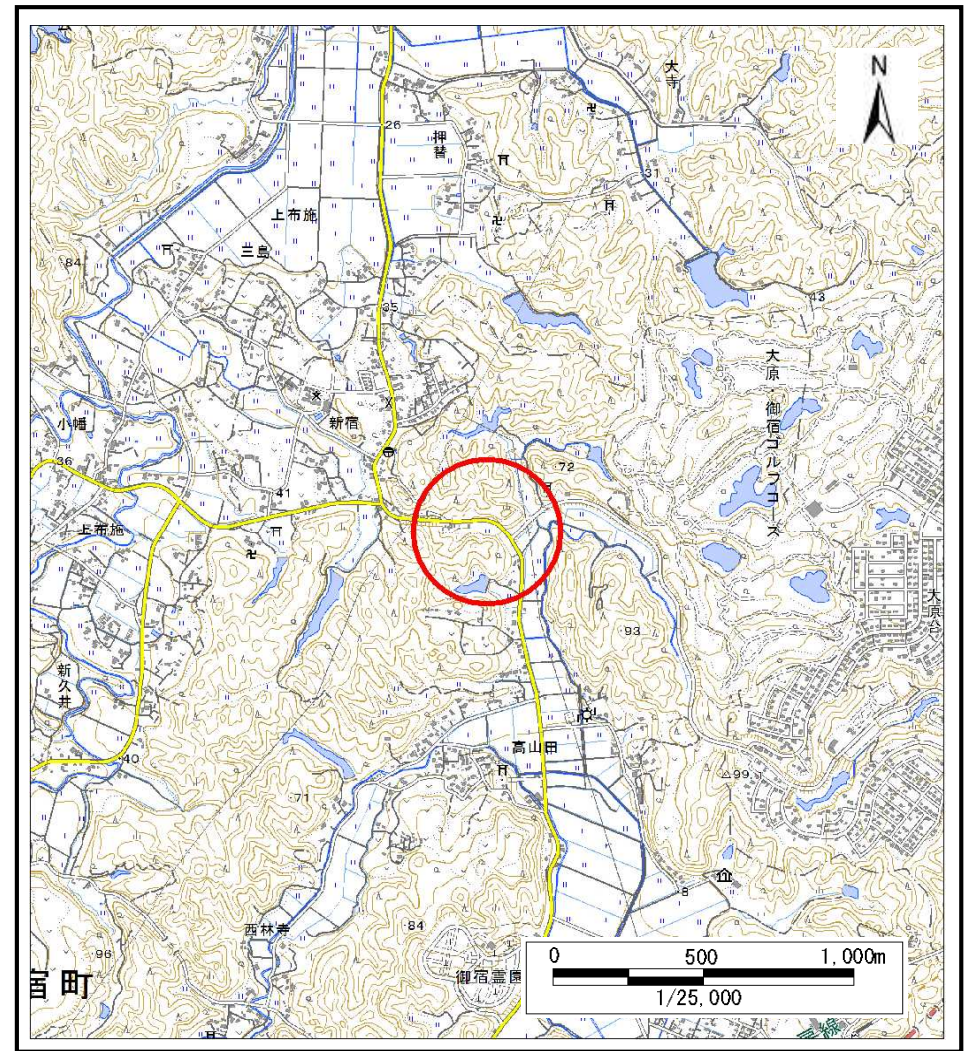 大寺
N
26
押替
31
上布施
三島
84
43
35
大原・御宿ゴルフコース
新宿
小幡
36
72
41
上布施
大原台
93
新久井
高山田
40
99.1
71
8
84
西林寺
96
宿町
御宿霊園
0 500 1,000m
1/25,000